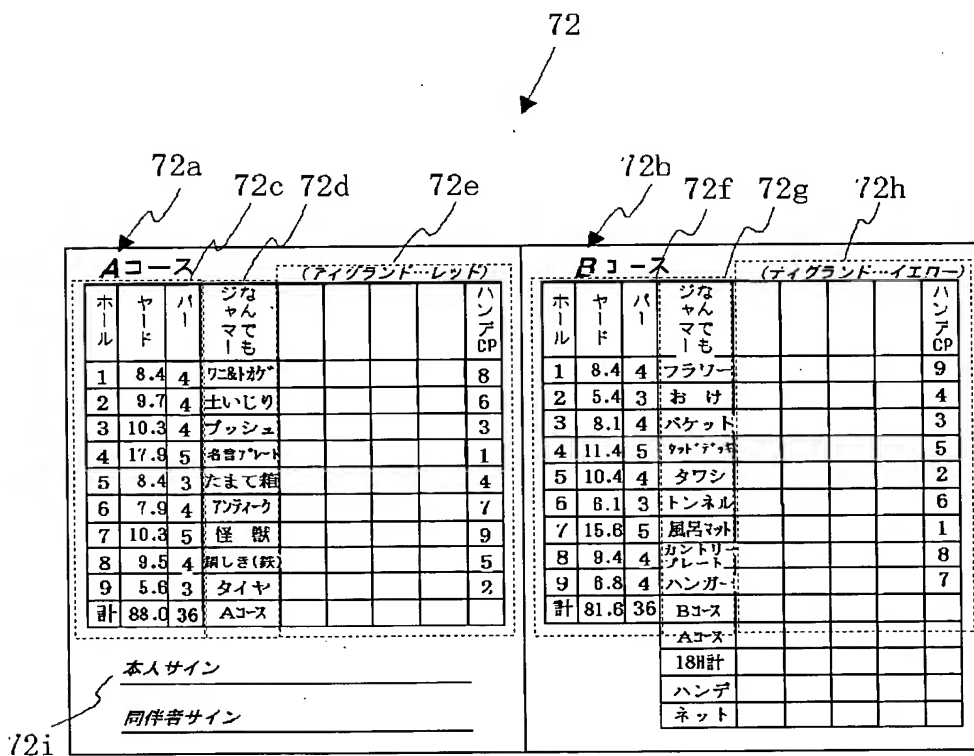 72
72a
72c
72d
72e
72b
72f
72g
72h
Aコース
(ティグランド…レッド)
ホール ヤード パー なんでもジャマー ハンデCP
1 8.4 4 ワニ&トカゲ 8
2 9.7 4 土いじり 6
3 10.3 4 プッシュ 3
4 17.9 5 名言プレート 1
5 8.4 3 たまて箱 4
6 7.9 4 アンティーク 7
7 10.3 5 怪獣 9
8 9.5 4 鍋しき(鉄) 5
9 5.6 3 タイヤ 2
計 88.0 36 Aコース
本人サイン
同伴者サイン
72i
Bコース
(ティグランド…イエロー)
ホール ヤード パー なんでもジャマー ハンデCP
1 8.4 4 フラワー 9
2 5.4 3 おけ 4
3 8.1 4 バケット 3
4 11.4 5 ウッドデッキ 5
5 10.4 4 タワシ 2
6 6.1 3 トンネル 6
7 15.6 5 風呂マット 1
8 9.4 4 カントリープレート 8
9 6.8 4 ハンガー 7
計 81.6 36 Bコース
Aコース
18H計
ハンデ
ネット